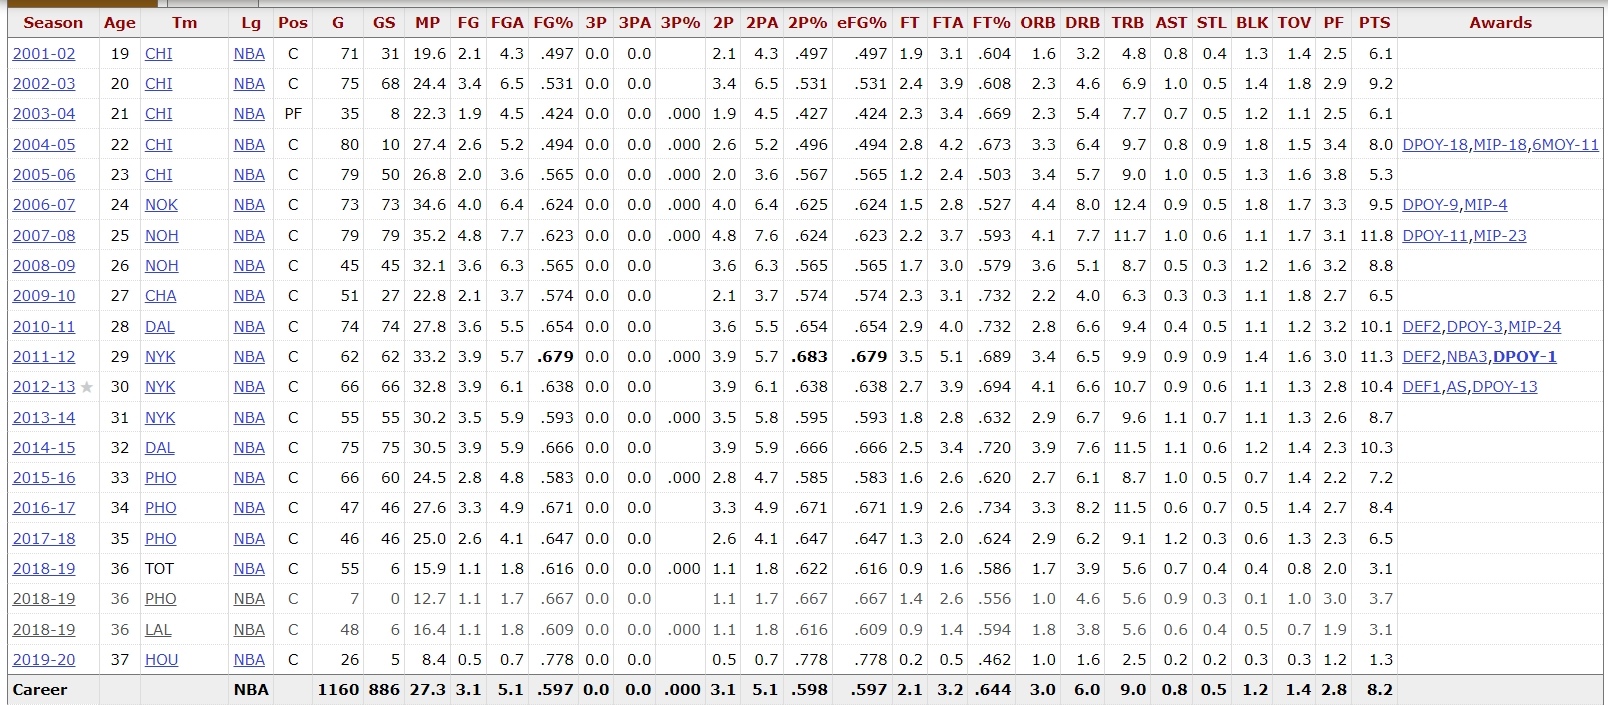 Season Age Tm Lg Pos G GS MP FG FGA FG% 3P 3PA 3P% 2P 2PA 2P% eFG% FT FTA FT% ORB DRB TRB AST STL BLK TOV PF PTS Awards
2001-02 19 CHI NBA C 71 31 19.6 2.1 4.3 .497 0.0 0.0 2.1 4.3 .497 .497 1.9 3.1 .604 1.6 3.2 4.8 0.8 0.4 1.3 1.4 2.5 6.1
2002-03 20 CHI NBA C 75 68 24.4 3.4 6.5 .531 0.0 0.0 3.4 6.5 .531 .531 2.4 3.9 .608 2.3 4.6 6.9 1.0 0.5 1.4 1.8 2.9 9.2
2003-04 21 CHI NBA PF 35 8 22.3 1.9 4.5 .424 0.0 0.0 .000 1.9 4.5 .427 .424 2.3 3.4 .669 2.3 5.4 7.7 0.7 0.5 1.2 1.1 2.5 6.1
2004-05 22 CHI NBA C 80 10 27.4 2.6 5.2 .494 0.0 0.0 .000 2.6 5.2 .496 .494 2.8 4.2 .673 3.3 6.4 9.7 0.8 0.9 1.8 1.5 3.4 8.0 DPOY-18,MIP-18,6MOY-11
2005-06 23 CHI NBA C 79 50 26.8 2.0 3.6 .565 0.0 0.0 .000 2.0 3.6 .567 .565 1.2 2.4 .503 3.4 5.7 9.0 1.0 0.5 1.3 1.6 3.8 5.3
2006-07 24 NOK NBA C 73 73 34.6 4.0 6.4 .624 0.0 0.0 .000 4.0 6.4 .625 .624 1.5 2.8 .527 4.4 8.0 12.4 0.9 0.5 1.8 1.7 3.3 9.5 DPOY-9,MIP-4
2007-08 25 NOH NBA C 79 79 35.2 4.8 7.7 .623 0.0 0.0 .000 4.8 7.6 .624 .623 2.2 3.7 .593 4.1 7.7 11.7 1.0 0.6 1.1 1.7 3.1 11.8 DPOY-11,MIP-23
2008-09 26 NOH NBA C 45 45 32.1 3.6 6.3 .565 0.0 0.0 3.6 6.3 .565 .565 1.7 3.0 .579 3.6 5.1 8.7 0.5 0.3 1.2 1.6 3.2 8.8
2009-10 27 CHA NBA C 51 27 22.8 2.1 3.7 .574 0.0 0.0 2.1 3.7 .574 .574 2.3 3.1 .732 2.2 4.0 6.3 0.3 0.3 1.1 1.8 2.7 6.5
2010-11 28 DAL NBA C 74 74 27.8 3.6 5.5 .654 0.0 0.0 3.6 5.5 .654 .654 2.9 4.0 .732 2.8 6.6 9.4 0.4 0.5 1.1 1.2 3.2 10.1 DEF2,DPOY-3,MIP-24
2011-12 29 NYK NBA C 62 62 33.2 3.9 5.7 .679 0.0 0.0 .000 3.9 5.7 .683 .679 3.5 5.1 .689 3.4 6.5 9.9 0.9 0.9 1.4 1.6 3.0 11.3 DEF2,NBA3,DPOY-1
2012-13 ★ 30 NYK NBA C 66 66 32.8 3.9 6.1 .638 0.0 0.0 3.9 6.1 .638 .638 2.7 3.9 .694 4.1 6.6 10.7 0.9 0.6 1.1 1.3 2.8 10.4 DEF1,AS,DPOY-13
2013-14 31 NYK NBA C 55 55 30.2 3.5 5.9 .593 0.0 0.0 .000 3.5 5.8 .595 .593 1.8 2.8 .632 2.9 6.7 9.6 1.1 0.7 1.1 1.3 2.6 8.7
2014-15 32 DAL NBA C 75 75 30.5 3.9 5.9 .666 0.0 0.0 3.9 5.9 .666 .666 2.5 3.4 .720 3.9 7.6 11.5 1.1 0.6 1.2 1.4 2.3 10.3
2015-16 33 PHO NBA C 66 60 24.5 2.8 4.8 .583 0.0 0.0 .000 2.8 4.7 .585 .583 1.6 2.6 .620 2.7 6.1 8.7 1.0 0.5 0.7 1.4 2.2 7.2
2016-17 34 PHO NBA C 47 46 27.6 3.3 4.9 .671 0.0 0.0 3.3 4.9 .671 .671 1.9 2.6 .734 3.3 8.2 11.5 0.6 0.7 0.5 1.4 2.7 8.4
2017-18 35 PHO NBA C 46 46 25.0 2.6 4.1 .647 0.0 0.0 2.6 4.1 .647 .647 1.3 2.0 .624 2.9 6.2 9.1 1.2 0.3 0.6 1.3 2.3 6.5
2018-19 36 TOT NBA C 55 6 15.9 1.1 1.8 .616 0.0 0.0 .000 1.1 1.8 .622 .616 0.9 1.6 .586 1.7 3.9 5.6 0.7 0.4 0.4 0.8 2.0 3.1
2018-19 36 PHO NBA C 7 0 12.7 1.1 1.7 .667 0.0 0.0 1.1 1.7 .667 .667 1.4 2.6 .556 1.0 4.6 5.6 0.9 0.3 0.1 1.0 3.0 3.7
2018-19 36 LAL NBA C 48 6 16.4 1.1 1.8 .609 0.0 0.0 .000 1.1 1.8 .616 .609 0.9 1.4 .594 1.8 3.8 5.6 0.6 0.4 0.5 0.7 1.9 3.1
2019-20 37 HOU NBA C 26 5 8.4 0.5 0.7 .778 0.0 0.0 0.5 0.7 .778 .778 0.2 0.5 .462 1.0 1.6 2.5 0.2 0.2 0.3 0.3 1.2 1.3
Career NBA 1160 886 27.3 3.1 5.1 .597 0.0 0.0 .000 3.1 5.1 .598 .597 2.1 3.2 .644 3.0 6.0 9.0 0.8 0.5 1.2 1.4 2.8 8.2